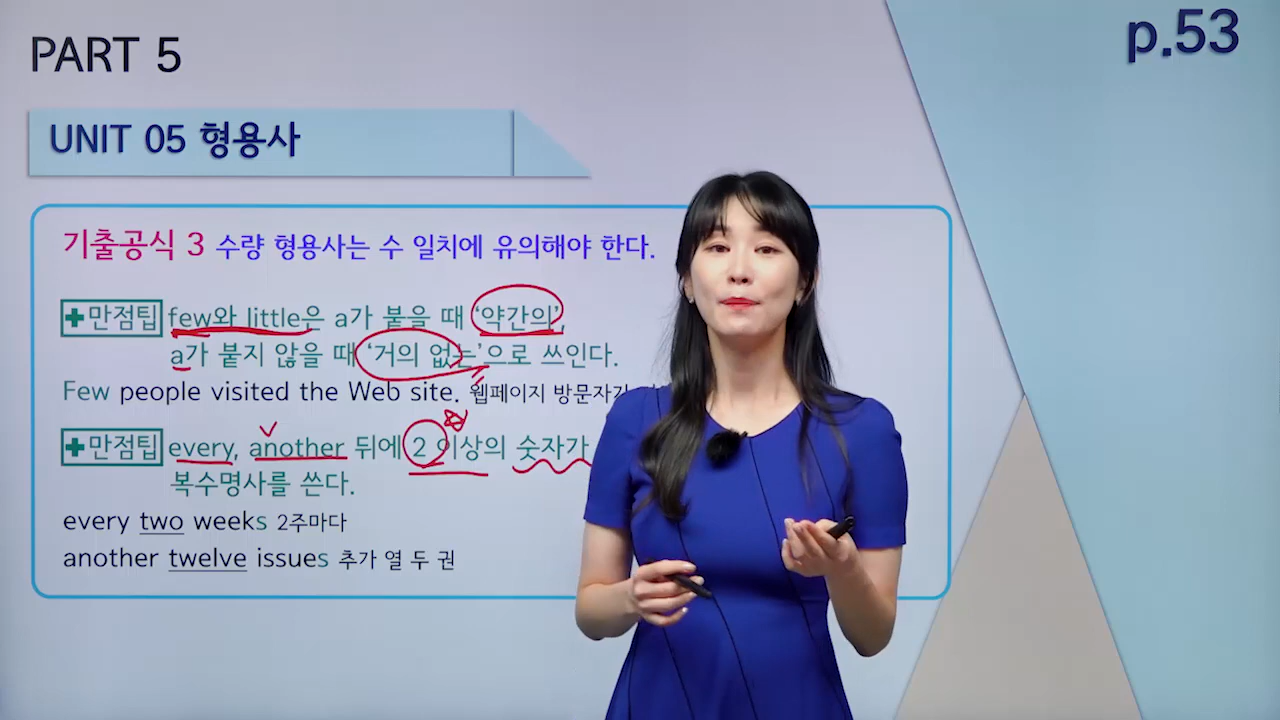 PART 5
p.53
UNIT 05 형용사
기출공식 3 수량 형용사는 수 일치에 유의해야 한다.
✚만점팁 few와 little은 a가 붙을 때 ‘약간의’,
a가 붙지 않을 때 ‘거의 없는’으로 쓰인다.
Few people visited the Web site. 웹페이지 방문자가
✚만점팁 every, another 뒤에 2 이상의 숫자가
복수명사를 쓴다.
every two weeks 2주마다
another twelve issues 추가 열 두 권